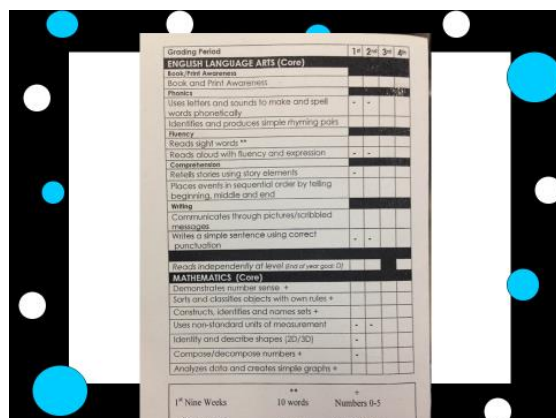 Grading Period 1st 2nd 3rd 4th
ENGLISH LANGUAGE ARTS (Core)
Book/Print Awareness
Book and Print Awareness
Phonics
Uses letters and sounds to make and spell - -
words phonetically
Identifies and produces simple rhyming pairs
Fluency
Reads sight words **
Reads aloud with fluency and expression - -
Comprehension
Retells stories using story elements -
Places events in sequential order by telling
beginning, middle and end
Writing
Communicates through pictures/scribbled
messages
Writes a simple sentence using correct - -
punctuation
Reads independently at level (End of year goal: D)
MATHEMATICS (Core)
Demonstrates number sense +
Sorts and classifies objects with own rules +
Constructs, identifies and names sets +
Uses non-standard units of measurement - -
Identify and describe shapes (2D/3D) -
Compose/decompose numbers + -
Analyzes data and creates simple graphs +
** +
1st Nine Weeks 10 words Numbers 0-5